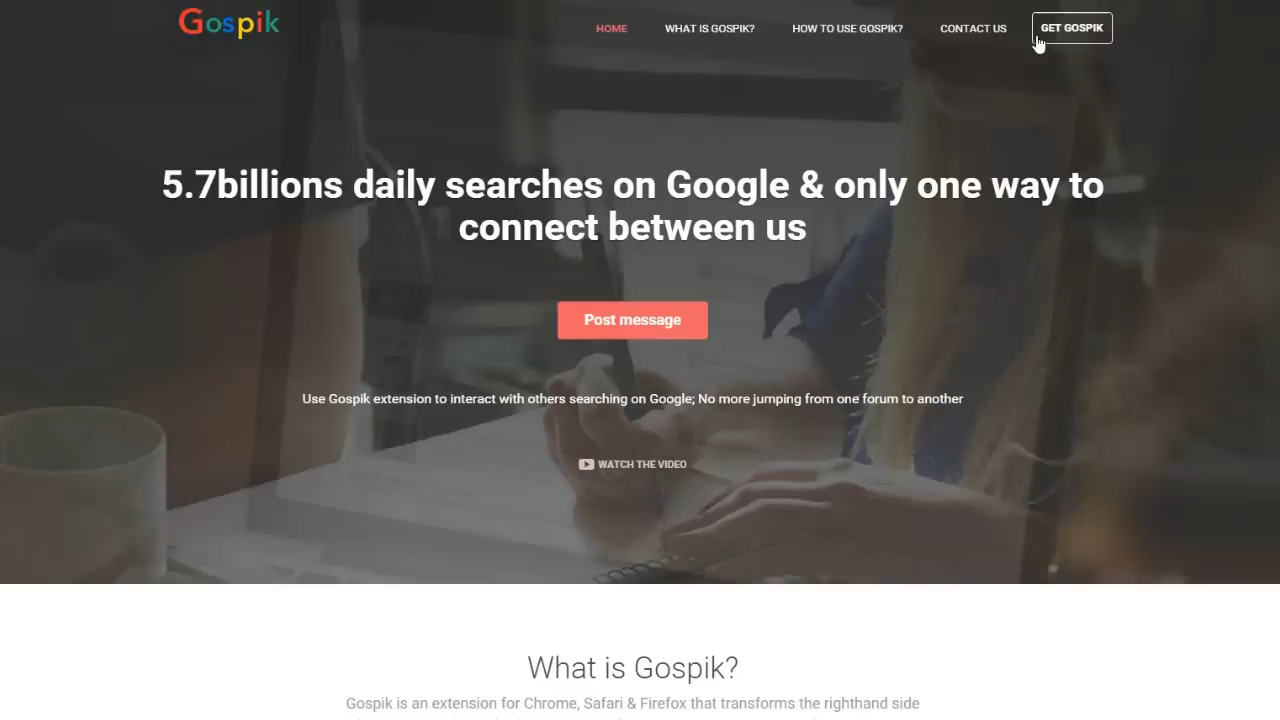 Gospik
HOME WHAT IS GOSPIK? HOW TO USE GOSPIK? CONTACT US GET GOSPIK
5.7billions daily searches on Google & only one way to
connect between us
Post message
Use Gospik extension to interact with others searching on Google; No more jumping from one forum to another
WATCH THE VIDEO
What is Gospik?
Gospik is an extension for Chrome, Safari & Firefox that transforms the righthand side